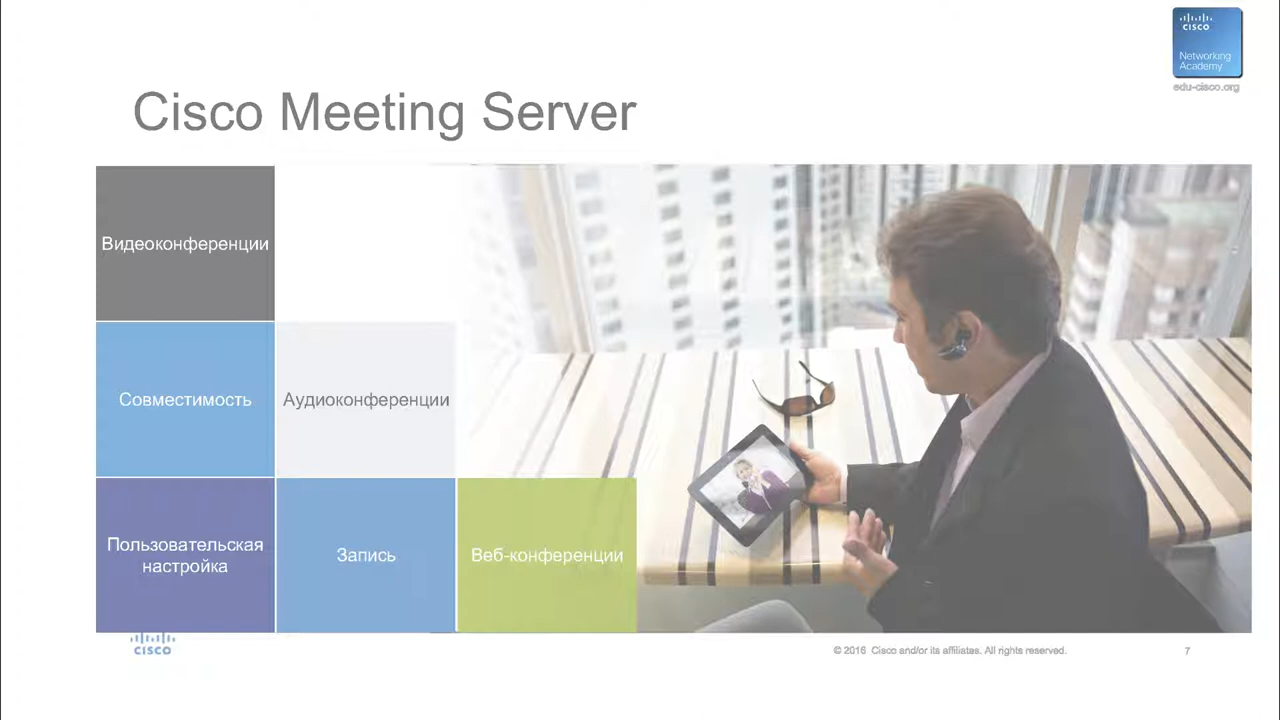 CISCO
Networking
Academy
edu-cisco.org
Cisco Meeting Server
Видеоконференции
Совместимость
Аудиоконференции
Пользовательская
настройка
Запись
Веб-конференции
CISCO
© 2016 Cisco and/or its affiliates. All rights reserved.
7